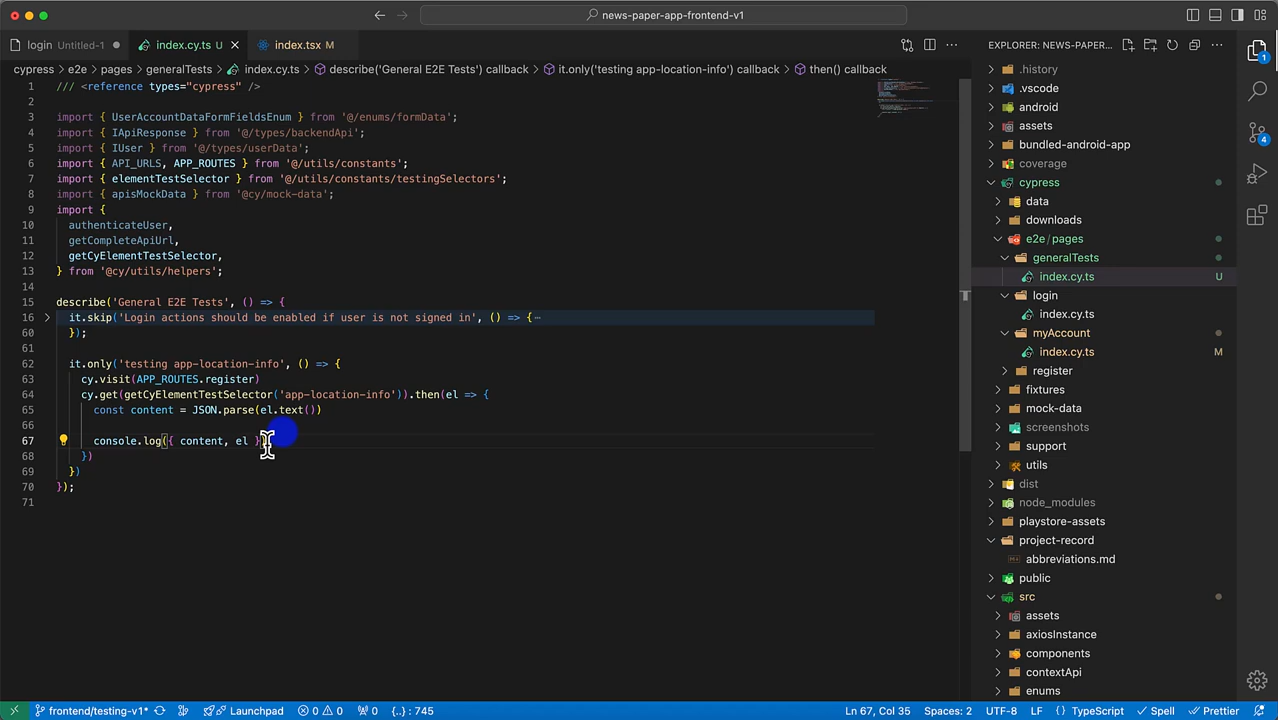 news-paper-app-frontend-v1
login Untitled-1
index.cy.ts U
index.tsx M
EXPLORER: NEWS-PAPER...
cypress > e2e > pages > generalTests > index.cy.ts > describe('General E2E Tests') callback > it.only('testing app-location-info') callback > then() callback
1 /// <reference types="cypress" />
2
3 import { UserAccountDataFormFieldsEnum } from '@/enums/formData';
4 import { IApiResponse } from '@/types/backendApi';
5 import { IUser } from '@/types/userData';
6 import { API_URLS, APP_ROUTES } from '@/utils/constants';
7 import { elementTestSelector } from '@/utils/constants/testingSelectors';
8 import { apisMockData } from '@cy/mock-data';
9 import {
10 authenticateUser,
11 getCompleteApiUrl,
12 getCyElementTestSelector,
13 } from '@cy/utils/helpers';
14
15 describe('General E2E Tests', () => {
16 it.skip('Login actions should be enabled if user is not signed in', () => {⋯
60 });
61
62 it.only('testing app-location-info', () => {
63 cy.visit(APP_ROUTES.register)
64 cy.get(getCyElementTestSelector('app-location-info')).then(el => {
65 const content = JSON.parse(el.text())
66
67 console.log({ content, el })
68 })
69 })
70 });
71
.history
.vscode
android
assets
bundled-android-app
coverage
cypress
data
downloads
e2e / pages
generalTests
index.cy.ts U
login
index.cy.ts
myAccount
index.cy.ts M
register
fixtures
mock-data
screenshots
support
utils
dist
node_modules
playstore-assets
project-record
abbreviations.md
public
src
assets
axiosInstance
components
contextApi
enums
1
4
frontend/testing-v1*
Launchpad
0 0
0
{..} : 745
Ln 67, Col 35
Spaces: 2
UTF-8
LF
{ } TypeScript
Spell
Prettier